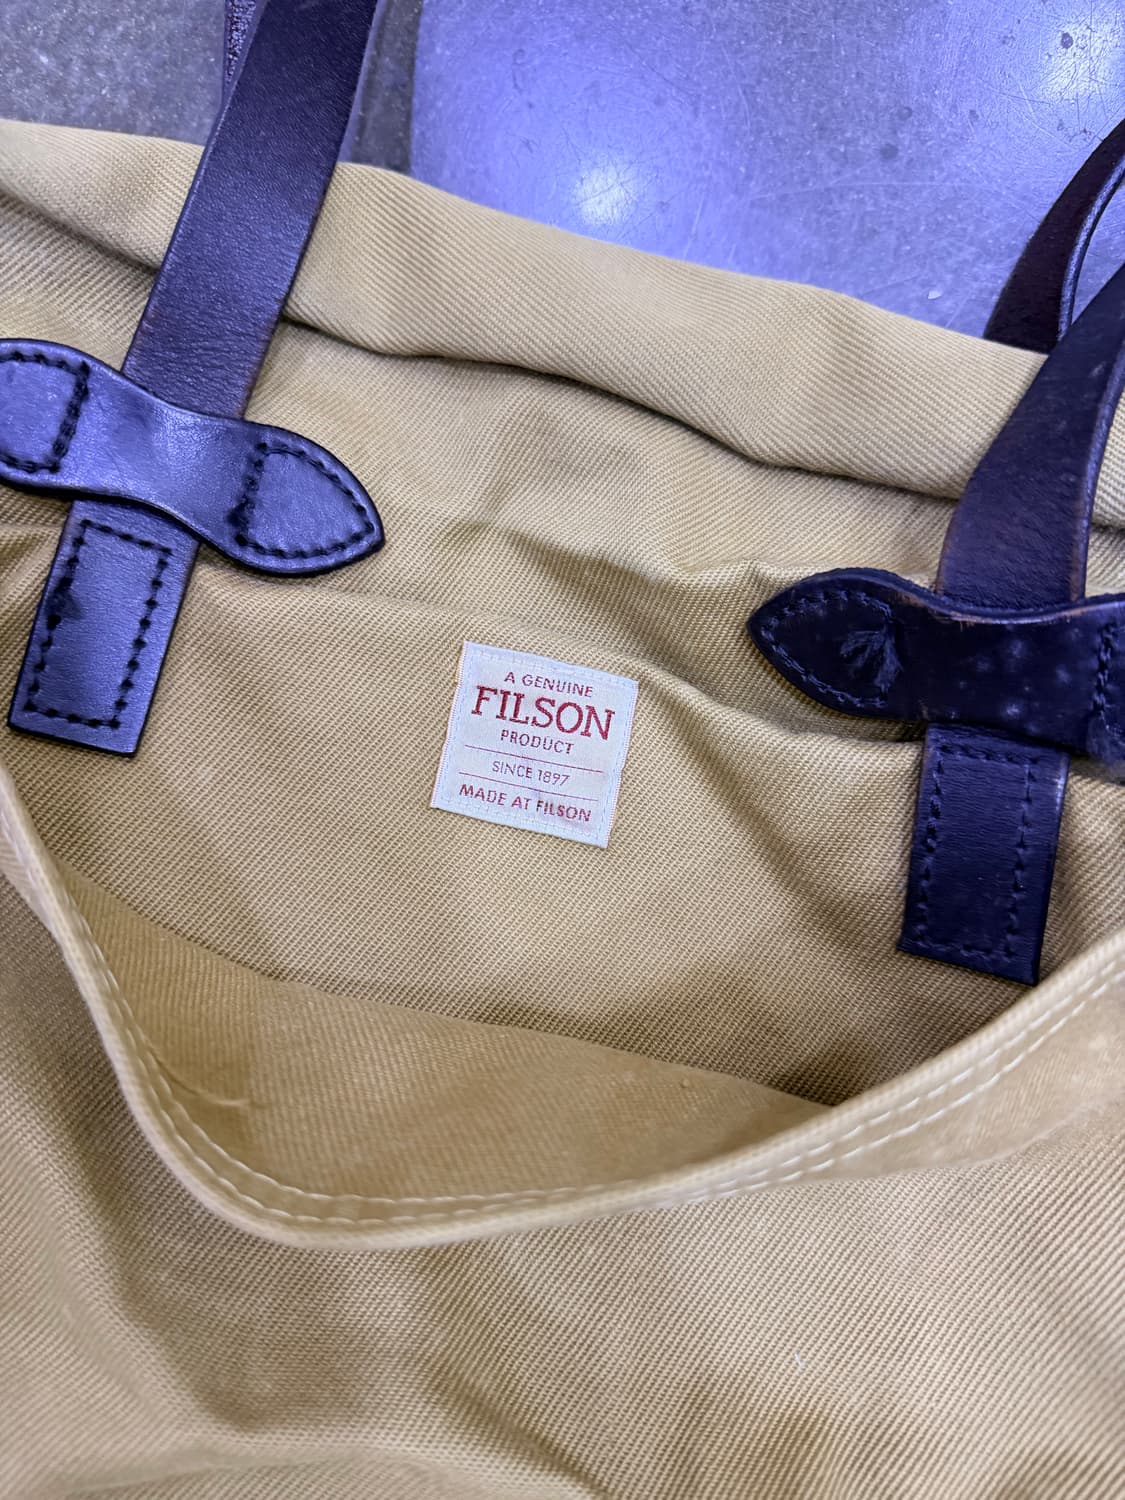 A GENUINE
FILSON
PRODUCT
SINCE 1897
MADE AT FILSON